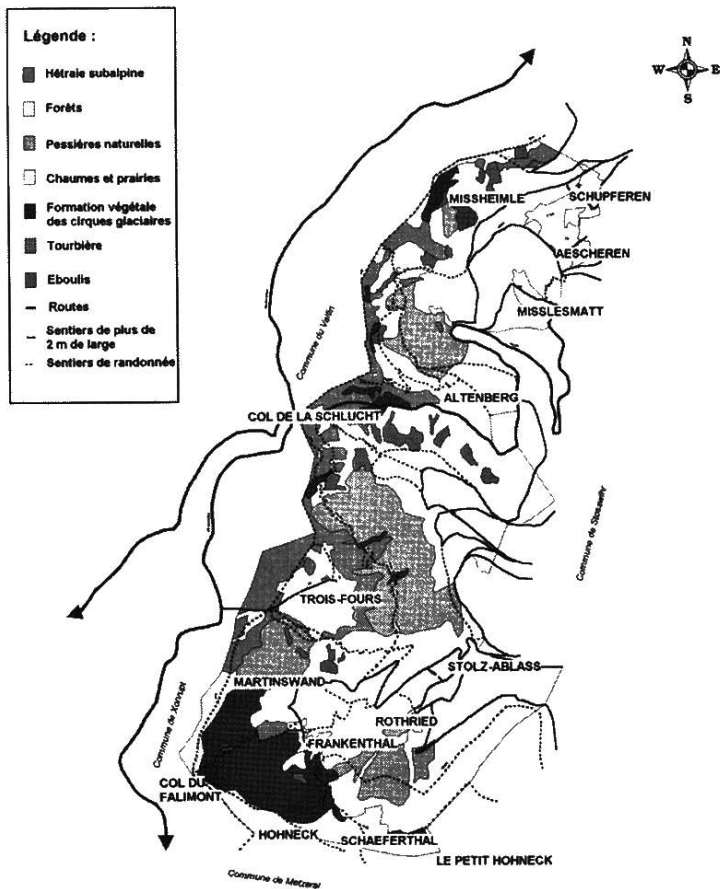 Légende :
Hêtraie subalpine
Forêts
Pessières naturelles
Chaumes et prairies
Formation végétale
des cirques glaciaires
Tourbière
Eboulis
Routes
Sentiers de plus de
2 m de large
Sentiers de randonnée
N
W E
S
MISSHEIMLE
SCHUPFEREN
AESCHEREN
MISSLESMATT
Commune du Valtin
ALTENBERG
COL DE LA SCHLUCHT
Commune de Stosswihr
TROIS-FOURS
STOLZ-ABLASS
MARTINSWAND
Commune de Xonrupt
ROTHRIED
FRANKENTHAL
COL DU
FALIMONT
HOHNECK
SCHAEFERTHAL
LE PETIT HOHNECK
Commune de Metzeral